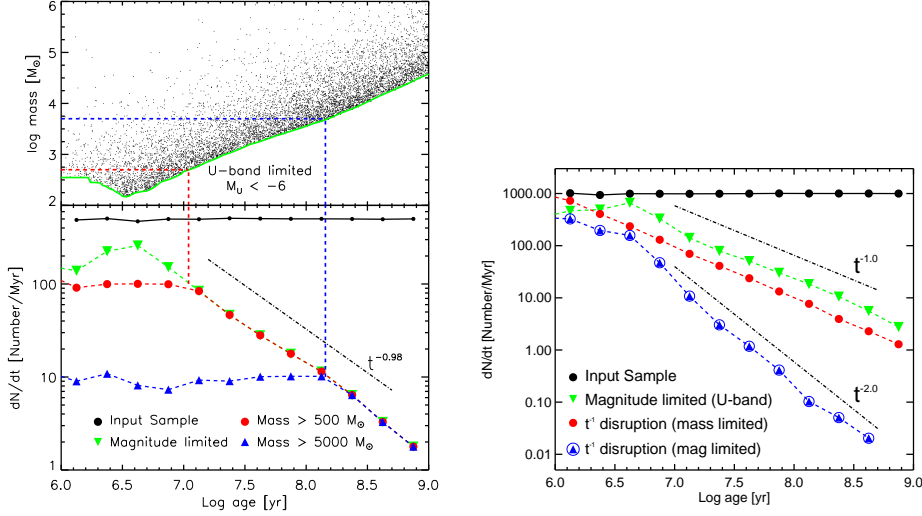 log mass [M⊙]
6
5
4
3
2
U-band limited
M_U < -6
dN/dt [Number/Myr]
100
10
1
t^-0.98
Input Sample
Mass > 500 M⊙
Magnitude limited
Mass > 5000 M⊙
6.0 6.5 7.0 7.5 8.0 8.5 9.0
Log age [yr]
dN/dt [Number/Myr]
1000.00
100.00
10.00
1.00
0.10
0.01
t^-1.0
t^-2.0
Input Sample
Magnitude limited (U-band)
t^-1 disruption (mass limited)
t^-1 disruption (mag limited)
6.0 6.5 7.0 7.5 8.0 8.5 9.0
Log age [yr]